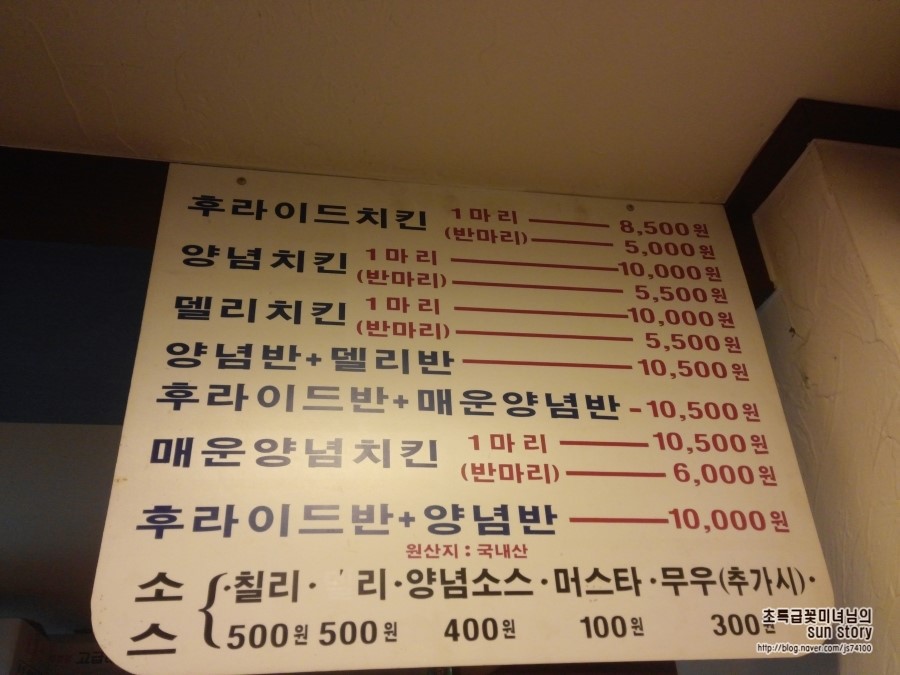 후라이드치킨 1마리 8,500원
(반마리) 5,000원
양념치킨 1마리 10,000원
(반마리) 5,500원
델리치킨 1마리 10,000원
(반마리) 5,500원
양념반+델리반 10,500원
후라이드반+매운양념반 - 10,500원
매운양념치킨 1마리 10,500원
(반마리) 6,000원
후라이드반+양념반 10,000원
원산지 : 국내산
소스 { ·칠리· 리·양념소스·머스타·무우(추가시)·
500원 500원 400원 100원 300원
고급
초특급꽃미녀님의
sun story
http://blog.naver.com/js74100